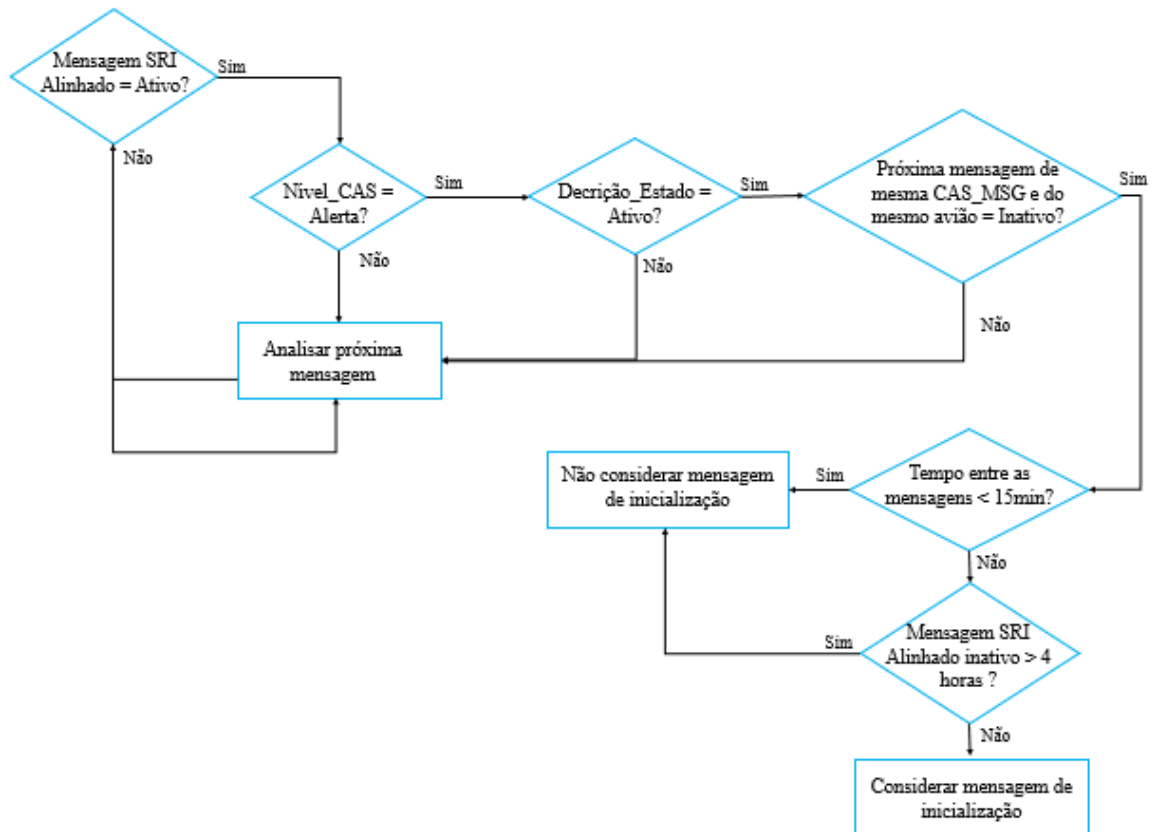 Mensagem SRI
Alinhado = Ativo?
Sim
Não
Nível_CAS =
Alerta?
Sim
Não
Decrição_Estado =
Ativo?
Sim
Não
Próxima mensagem de
mesma CAS_MSG e do
mesmo avião = Inativo?
Sim
Não
Analisar próxima
mensagem
Tempo entre as
mensagens < 15min?
Sim
Não
Não considerar mensagem
de inicialização
Mensagem SRI
Alinhado inativo > 4
horas ?
Sim
Não
Considerar mensagem de
inicialização